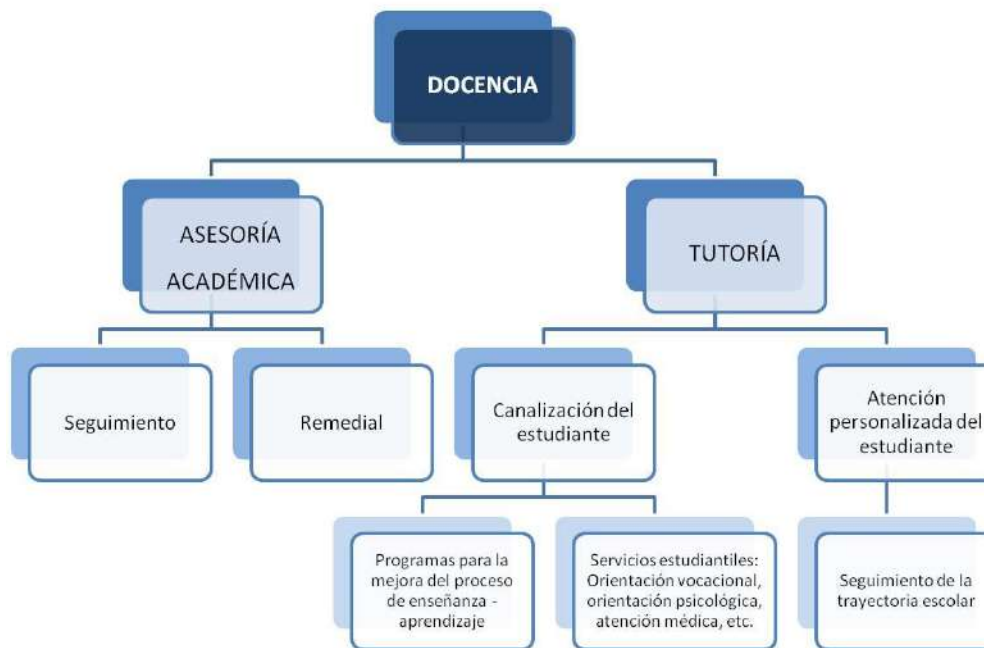 DOCENCIA
ASESORÍA
ACADÉMICA
TUTORÍA
Seguimiento
Remedial
Canalización del
estudiante
Atención
personalizada del
estudiante
Programas para la
mejora del proceso
de enseñanza -
aprendizaje
Servicios estudiantiles:
Orientación vocacional,
orientación psicológica,
atención médica, etc.
Seguimiento de la
trayectoria escolar